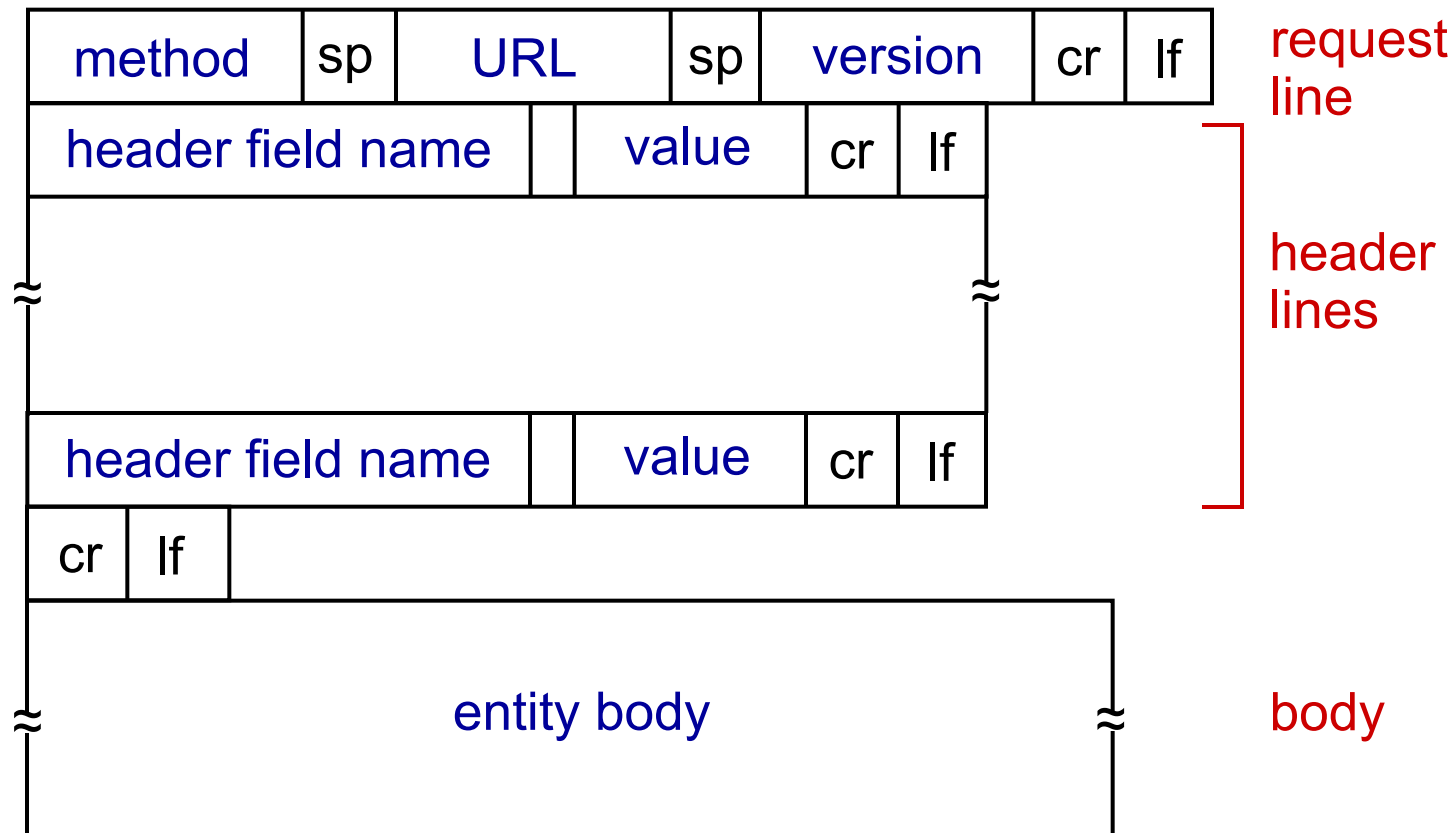 method sp URL sp version cr lf
request
line
header field name value cr lf
header
lines
header field name value cr lf
cr lf
entity body
body